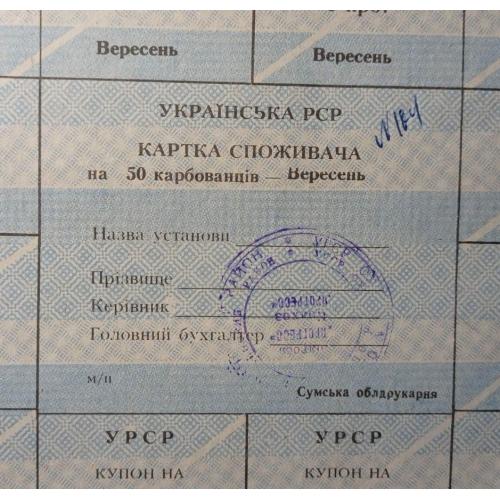 Вересень
Вересень
УКРАЇНСЬКА РСР
КАРТКА СПОЖИВАЧА
на 50 карбованців — Вересень
Назва установи
Прізвище
Керівник
Головний бухгалтер
м/п
Сумська облдрукарня
УРСР
УРСР
КУПОН НА
КУПОН НА